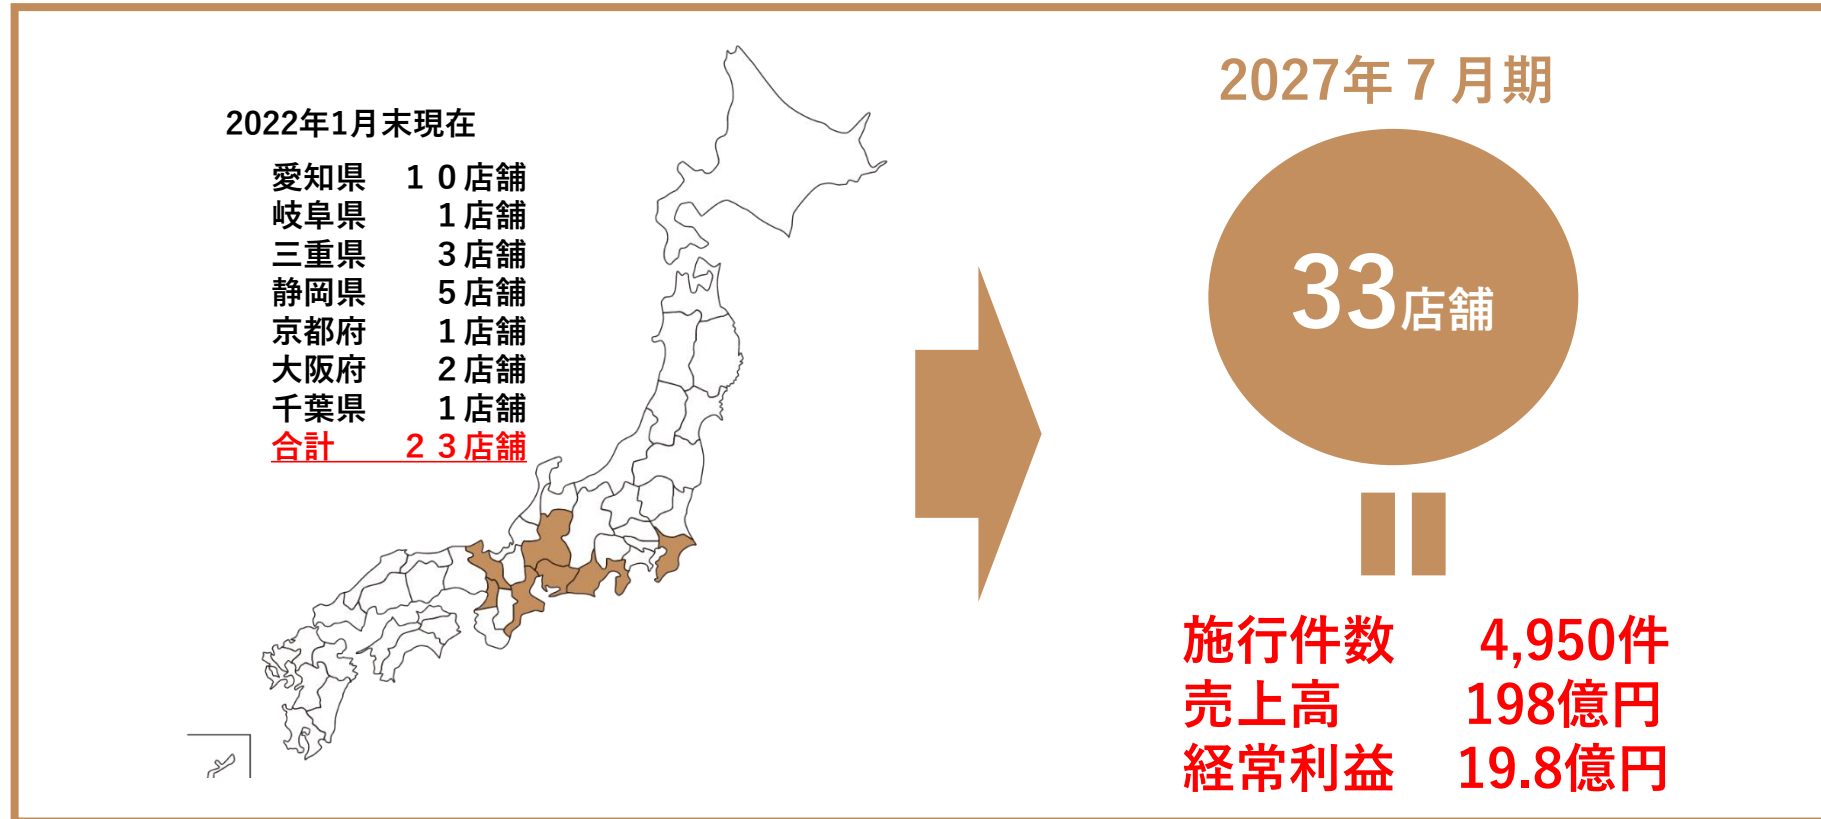 2022年1月末現在
愛知県 10店舗
岐阜県 1店舗
三重県 3店舗
静岡県 5店舗
京都府 1店舗
大阪府 2店舗
千葉県 1店舗
合計 23店舗
2027年7月期
33店舗
施行件数 4,950件
売上高 198億円
経常利益 19.8億円